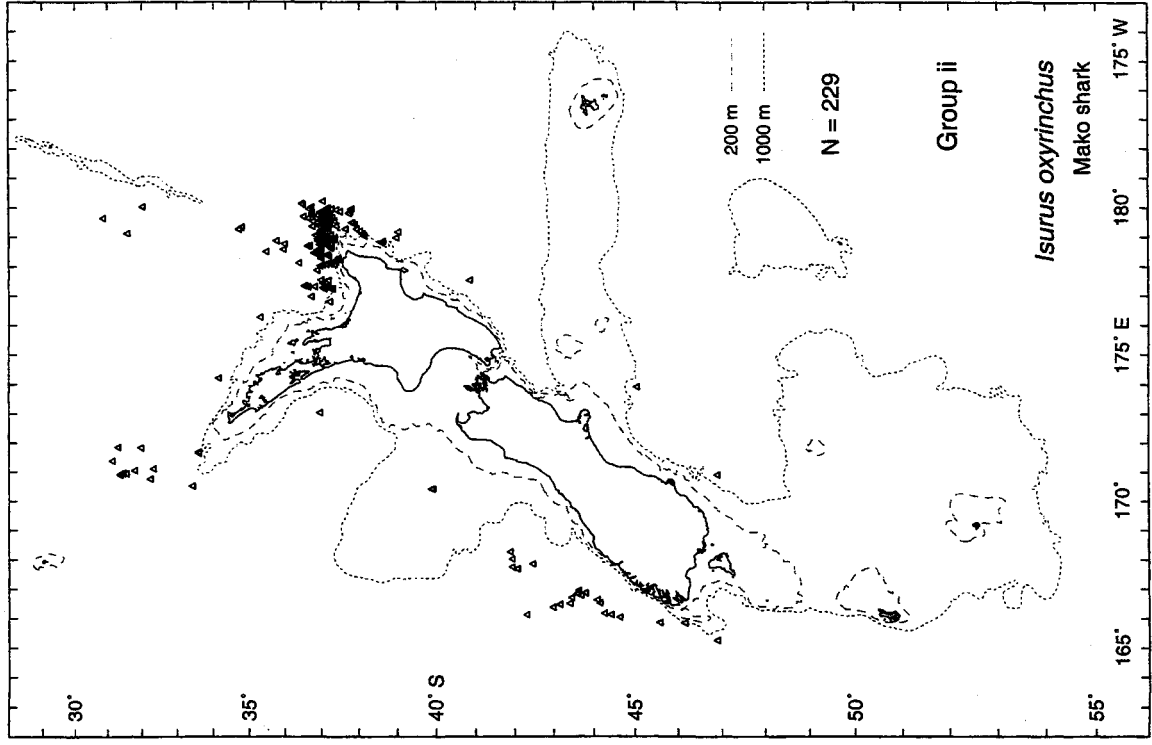 30°
35°
40° S
45°
50°
55°
165°
170°
175° E
180°
175° W
200 m
1000 m
N = 229
Group ii
Isurus oxyrinchus
Mako shark